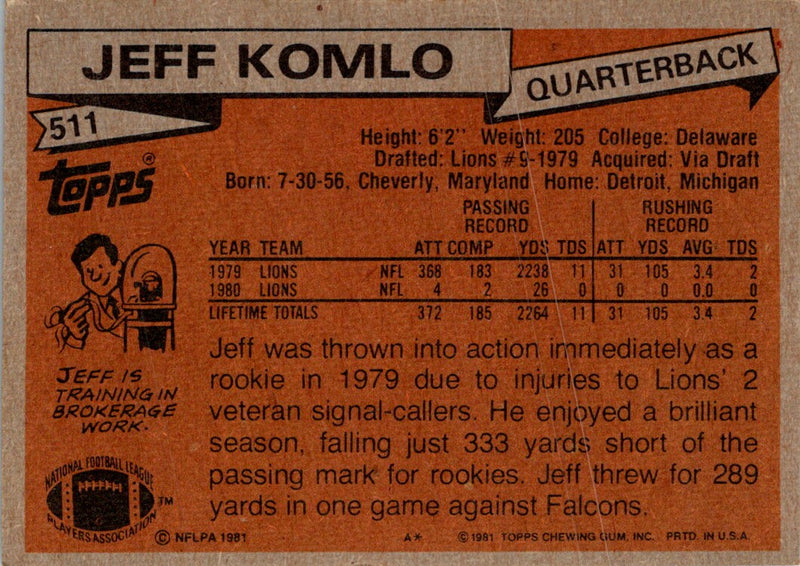 JEFF KOMLO
QUARTERBACK
511
Topps®
Height: 6'2" Weight: 205 College: Delaware
Drafted: Lions #9-1979 Acquired: Via Draft
Born: 7-30-56, Cheverly, Maryland Home: Detroit, Michigan
PASSING RECORD RUSHING RECORD
YEAR TEAM ATT COMP YDS TDS ATT YDS AVG TDS
1979 LIONS NFL 368 183 2238 11 31 105 3.4 2
1980 LIONS NFL 4 2 26 0 0 0 0.0 0
LIFETIME TOTALS 372 185 2264 11 31 105 3.4 2
JEFF IS
TRAINING IN
BROKERAGE
WORK.
Jeff was thrown into action immediately as a
rookie in 1979 due to injuries to Lions' 2
veteran signal-callers. He enjoyed a brilliant
season, falling just 333 yards short of the
passing mark for rookies. Jeff threw for 289
yards in one game against Falcons.
NATIONAL FOOTBALL LEAGUE
PLAYERS ASSOCIATION
TM
© NFLPA 1981
A* © 1981 TOPPS CHEWING GUM, INC. PRTD. IN U.S.A.